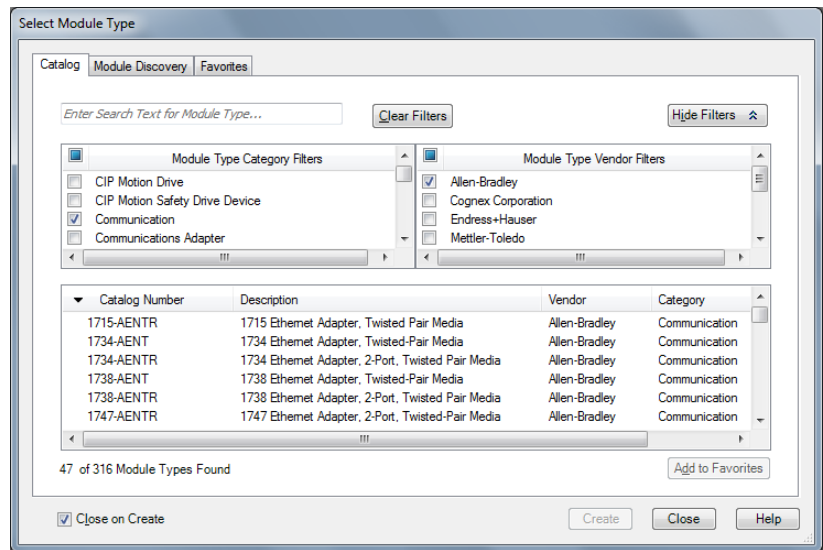 Select Module Type
Catalog Module Discovery Favorites
Enter Search Text for Module Type... Clear Filters Hide Filters
Module Type Category Filters Module Type Vendor Filters
CIP Motion Drive Allen-Bradley
CIP Motion Safety Drive Device Cognex Corporation
Communication Endress+Hauser
Communications Adapter Mettler-Toledo
Catalog Number Description Vendor Category
1715-AENTR 1715 Ethernet Adapter, Twisted Pair Media Allen-Bradley Communication
1734-AENT 1734 Ethernet Adapter, Twisted-Pair Media Allen-Bradley Communication
1734-AENTR 1734 Ethernet Adapter, 2-Port, Twisted Pair Media Allen-Bradley Communication
1738-AENT 1738 Ethernet Adapter, Twisted-Pair Media Allen-Bradley Communication
1738-AENTR 1738 Ethernet Adapter, 2-Port, Twisted Pair Media Allen-Bradley Communication
1747-AENTR 1747 Ethernet Adapter, 2-Port, Twisted-Pair Media Allen-Bradley Communication
47 of 316 Module Types Found Add to Favorites
Close on Create Create Close Help